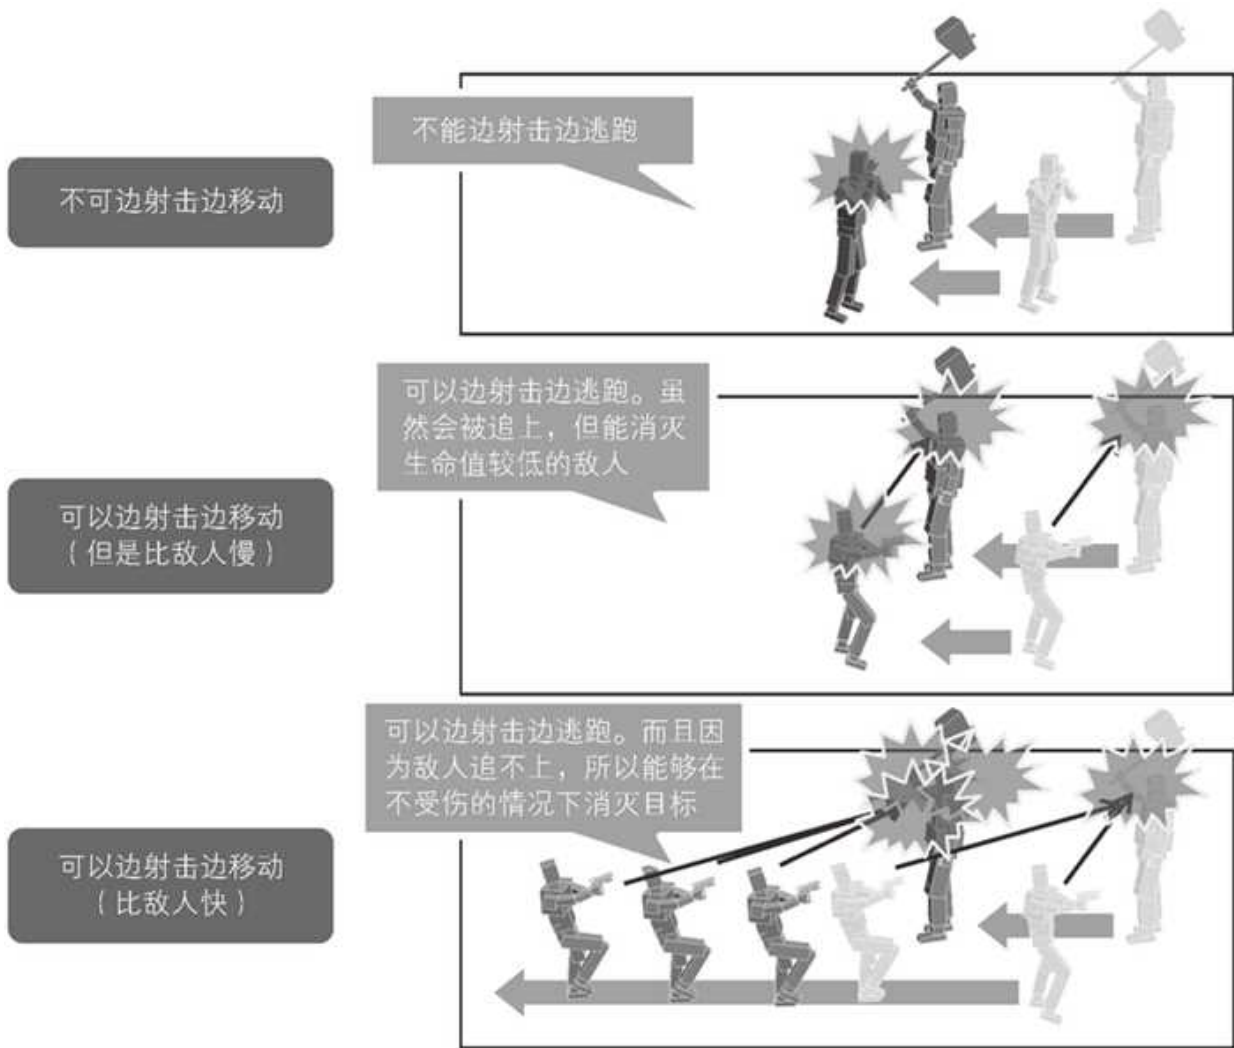 不能边射击边逃跑
不可边射击边移动
可以边射击边逃跑。虽
然会被追上，但能消灭
生命值较低的敌人
可以边射击边移动
（但是比敌人慢）
可以边射击边逃跑。而且因
为敌人追不上，所以能够在
不受伤的情况下消灭目标
可以边射击边移动
（比敌人快）